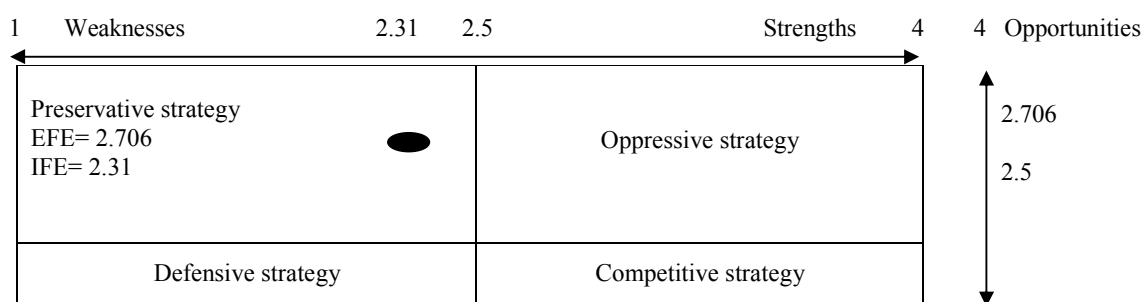 1 Weaknesses 2.31 2.5 Strengths 4 4 Opportunities
Preservative strategy
EFE= 2.706
IFE= 2.31
Oppressive strategy
2.706
2.5
Defensive strategy
Competitive strategy